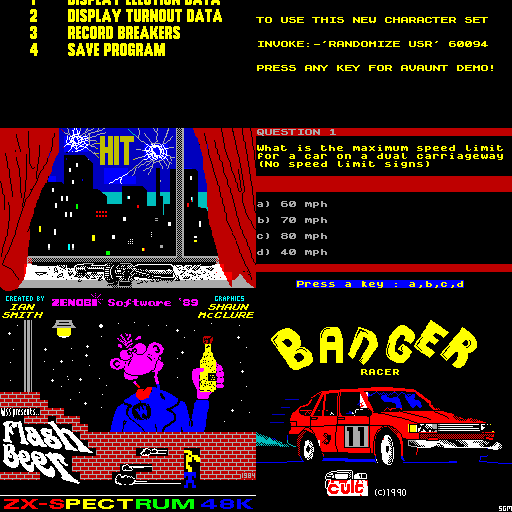 1 DISPLAY ELECTION DATA
2 DISPLAY TURNOUT DATA
3 RECORD BREAKERS
4 SAVE PROGRAM
TO USE THIS NEW CHARACTER SET
INVOKE:-'RANDOMIZE USR' 60094
PRESS ANY KEY FOR AVAUNT DEMO!
HIT
QUESTION 1
What is the maximum speed limit
for a car on a dual carriageway
(No speed limit signs)
a) 60 mph
b) 70 mph
c) 80 mph
d) 40 mph
Press a key : a,b,c,d
CREATED BY
IAN
SMITH
ZENOBI Software '89
GRAPHICS
SHAUN
McCLURE
WSS presents...
Flash
Beer
1989
ZX-SPECTRUM 48K
BANGER
RACER
11
cult
(c)1990
SGM